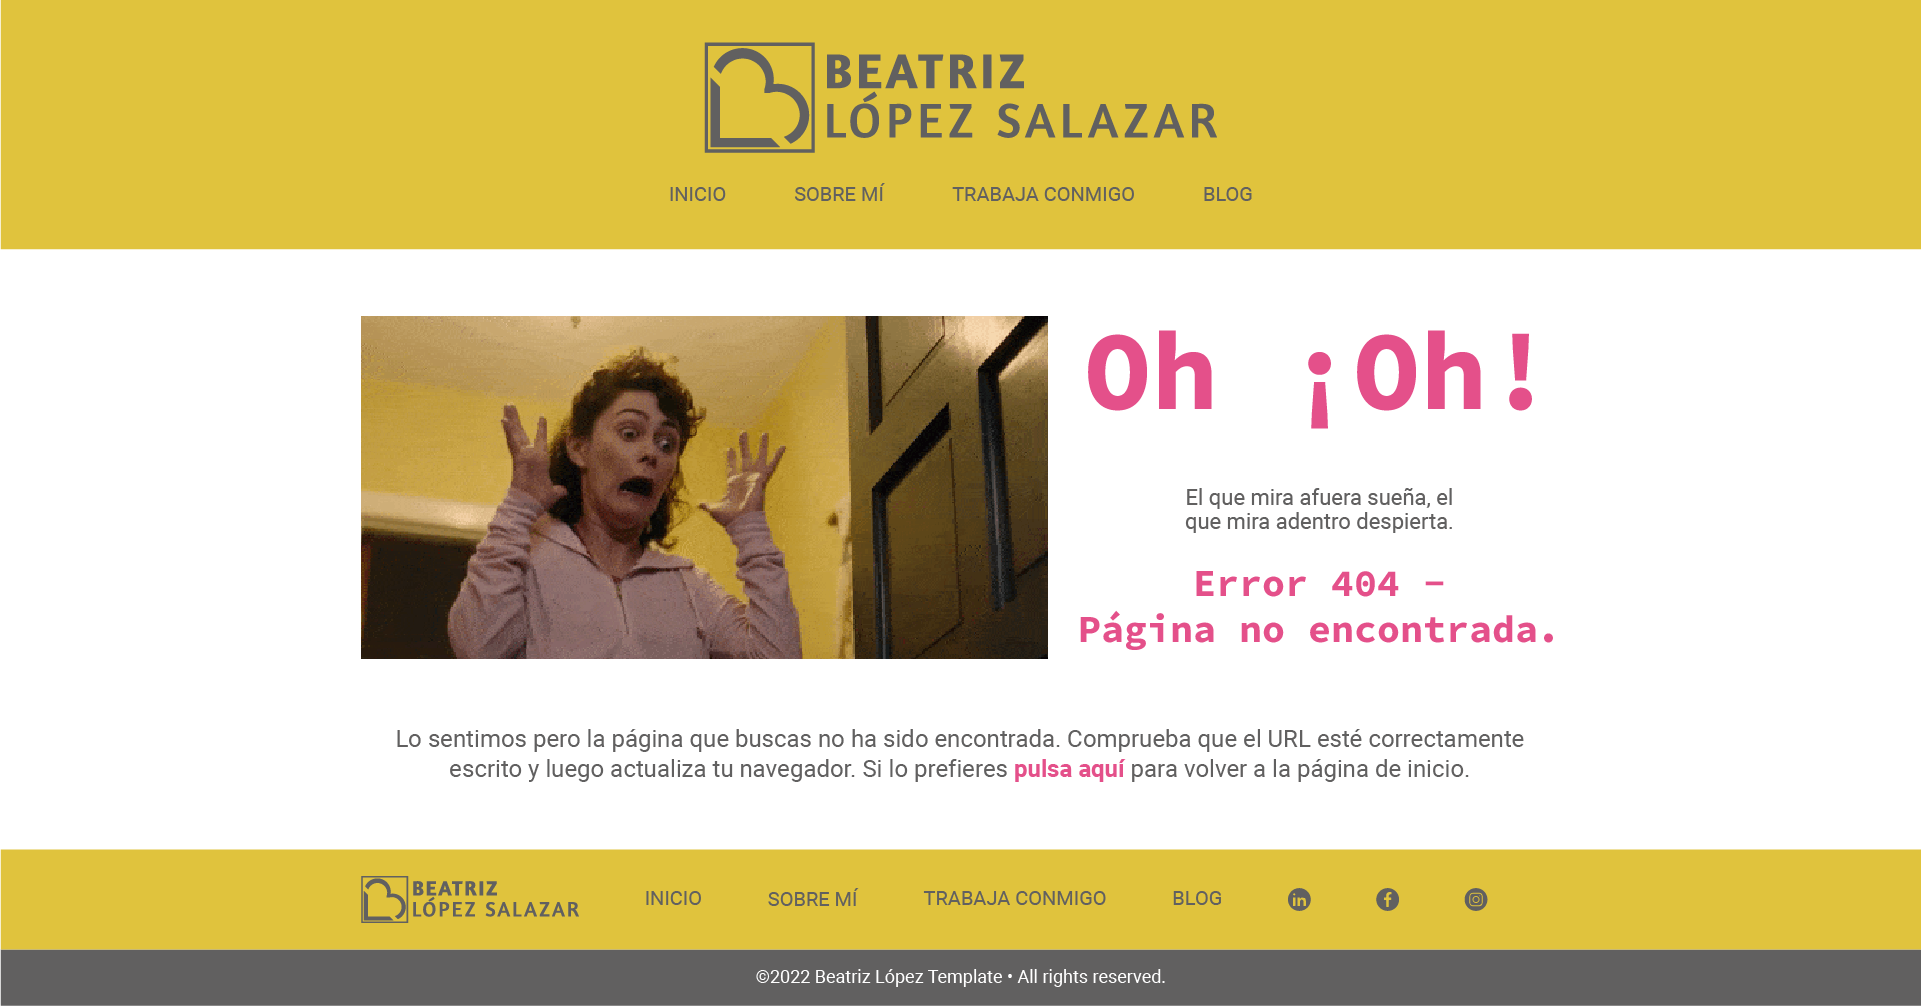 BEATRIZ
LÓPEZ SALAZAR
INICIO SOBRE MÍ TRABAJA CONMIGO BLOG
Oh ¡Oh!
El que mira afuera sueña, el
que mira adentro despierta.
Error 404 -
Página no encontrada.
Lo sentimos pero la página que buscas no ha sido encontrada. Comprueba que el URL esté correctamente
escrito y luego actualiza tu navegador. Si lo prefieres pulsa aquí para volver a la página de inicio.
BEATRIZ
LÓPEZ SALAZAR
INICIO SOBRE MÍ TRABAJA CONMIGO BLOG in f
©2022 Beatriz López Template • All rights reserved.